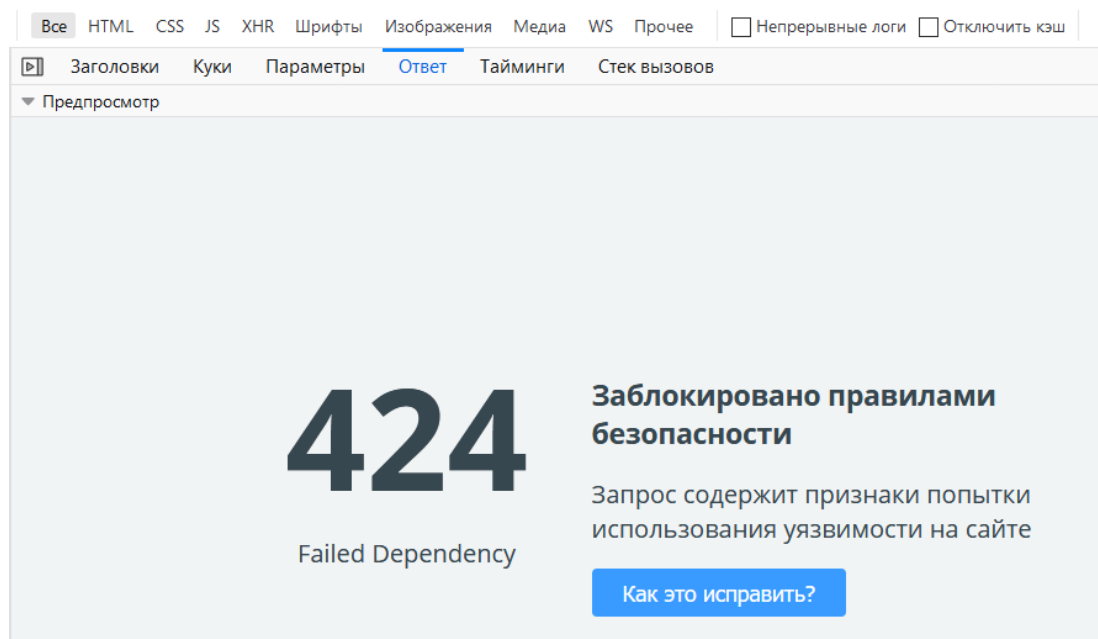 Все HTML CSS JS XHR Шрифты Изображения Медиа WS Прочее Непрерывные логи Отключить кэш
Заголовки Куки Параметры Ответ Тайминги Стек вызовов
Предпросмотр
424
Failed Dependency
Заблокировано правилами
безопасности
Запрос содержит признаки попытки
использования уязвимости на сайте
Как это исправить?